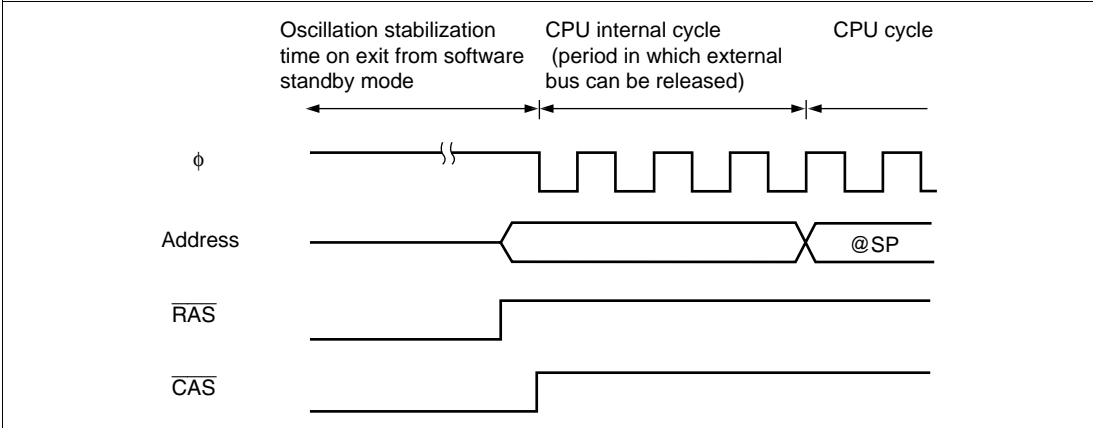 Oscillation stabilization
time on exit from software
standby mode
CPU internal cycle
(period in which external
bus can be released)
CPU cycle
ϕ
Address
@SP
RAS
CAS